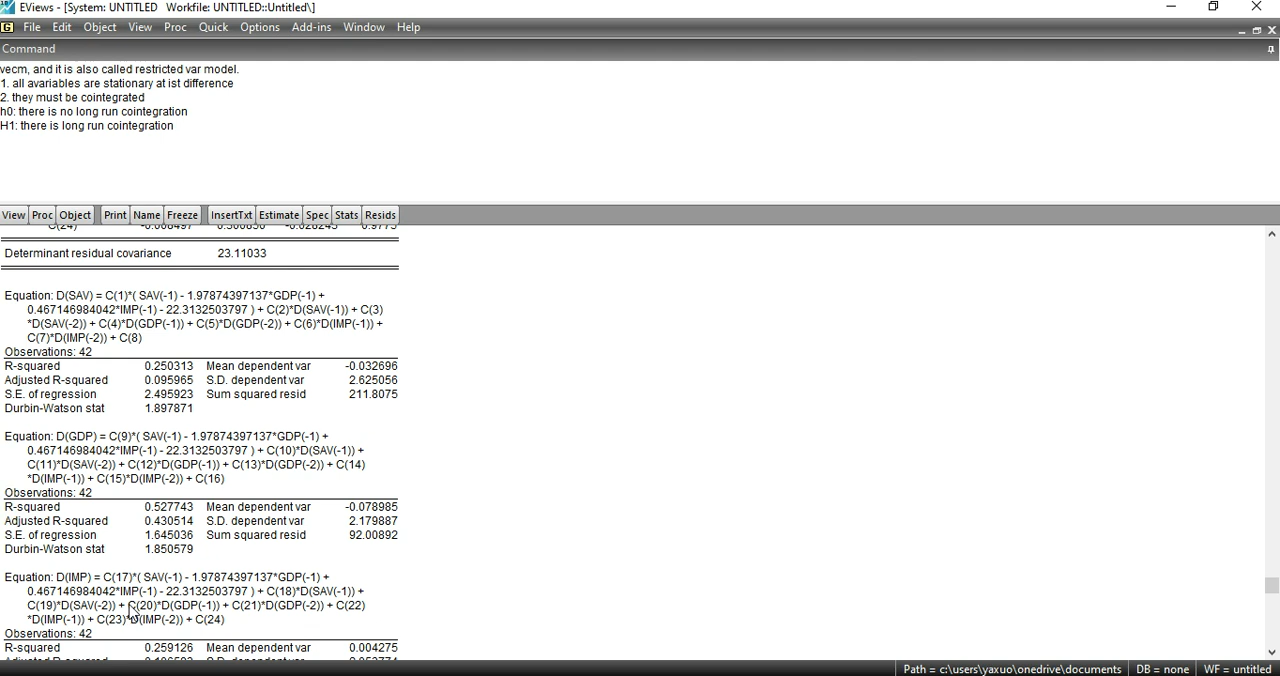 EViews - [System: UNTITLED   Workfile: UNTITLED::Untitled\]
File Edit Object View Proc Quick Options Add-ins Window Help
Command
vecm, and it is also called restricted var model.
1. all avariables are stationary at ist difference
2. they must be cointegrated
h0: there is no long run cointegration
H1: there is long run cointegration
View Proc Object Print Name Freeze InsertTxt Estimate Spec Stats Resids
C(24) -0.008497 0.300830 -0.028245 0.9775
Determinant residual covariance 23.11033
Equation: D(SAV) = C(1)*( SAV(-1) - 1.97874397137*GDP(-1) +
0.467146984042*IMP(-1) - 22.3132503797 ) + C(2)*D(SAV(-1)) + C(3)
*D(SAV(-2)) + C(4)*D(GDP(-1)) + C(5)*D(GDP(-2)) + C(6)*D(IMP(-1)) +
C(7)*D(IMP(-2)) + C(8)
Observations: 42
R-squared 0.250313 Mean dependent var -0.032696
Adjusted R-squared 0.095965 S.D. dependent var 2.625056
S.E. of regression 2.495923 Sum squared resid 211.8075
Durbin-Watson stat 1.897871
Equation: D(GDP) = C(9)*( SAV(-1) - 1.97874397137*GDP(-1) +
0.467146984042*IMP(-1) - 22.3132503797 ) + C(10)*D(SAV(-1)) +
C(11)*D(SAV(-2)) + C(12)*D(GDP(-1)) + C(13)*D(GDP(-2)) + C(14)
*D(IMP(-1)) + C(15)*D(IMP(-2)) + C(16)
Observations: 42
R-squared 0.527743 Mean dependent var -0.078985
Adjusted R-squared 0.430514 S.D. dependent var 2.179887
S.E. of regression 1.645036 Sum squared resid 92.00892
Durbin-Watson stat 1.850579
Equation: D(IMP) = C(17)*( SAV(-1) - 1.97874397137*GDP(-1) +
0.467146984042*IMP(-1) - 22.3132503797 ) + C(18)*D(SAV(-1)) +
C(19)*D(SAV(-2)) + C(20)*D(GDP(-1)) + C(21)*D(GDP(-2)) + C(22)
*D(IMP(-1)) + C(23)*D(IMP(-2)) + C(24)
Observations: 42
R-squared 0.259126 Mean dependent var 0.004275
Path = c:\users\yaxuo\onedrive\documents DB = none WF = untitled